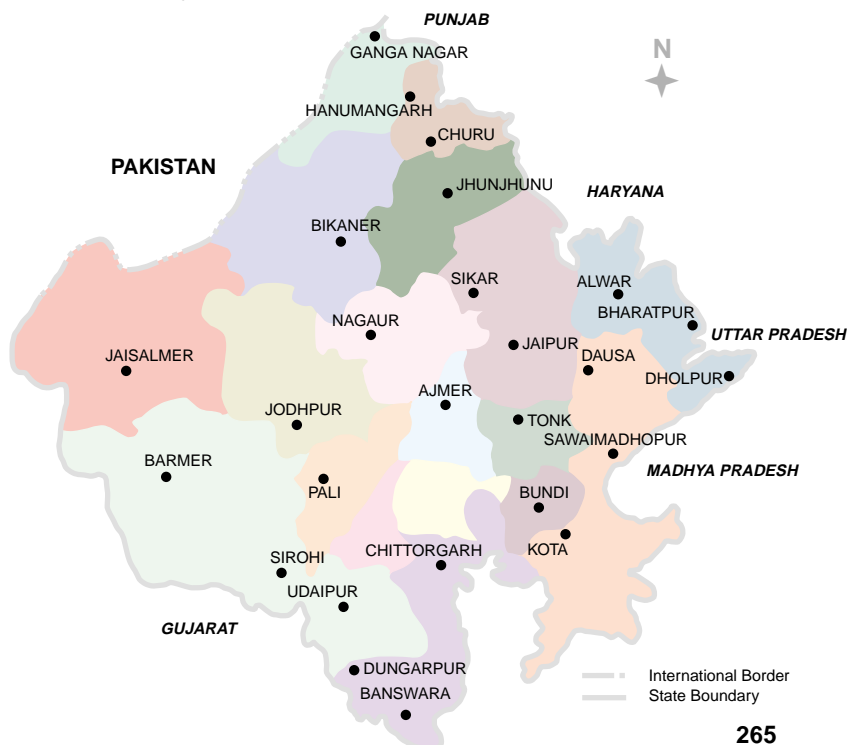 PUNJAB
GANGA NAGAR
N
HANUMANGARH
CHURU
PAKISTAN
JHUNJHUNU
HARYANA
BIKANER
SIKAR
ALWAR
BHARATPUR
NAGAUR
UTTAR PRADESH
JAIPUR
DAUSA
JAISALMER
DHOLPUR
AJMER
JODHPUR
TONK
SAWAIMADHOPUR
BARMER
MADHYA PRADESH
PALI
BUNDI
KOTA
SIROHI
CHITTORGARH
UDAIPUR
GUJARAT
DUNGARPUR
International Border
BANSWARA
State Boundary
265